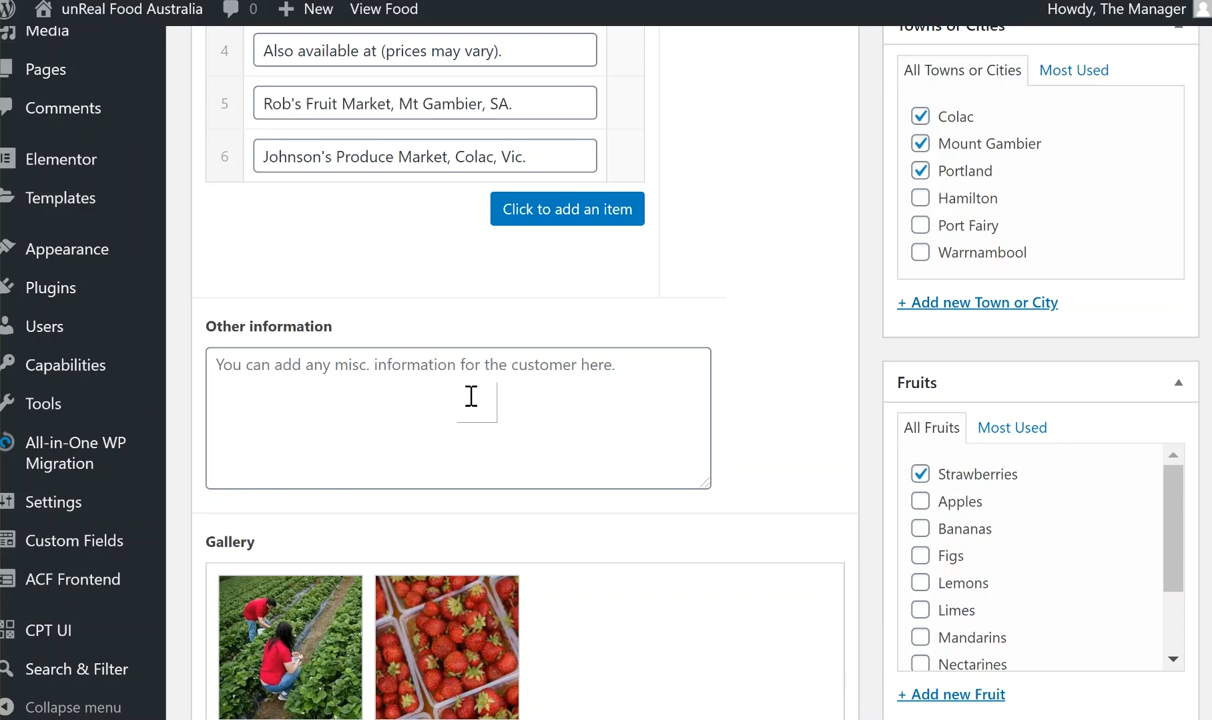 unReal Food Australia
0
New
View Food
Howdy, The Manager
Media
Pages
Comments
Elementor
Templates
Appearance
Plugins
Users
Capabilities
Tools
All-in-One WP
Migration
Settings
Custom Fields
ACF Frontend
CPT UI
Search & Filter
Collapse menu
4
Also available at (prices may vary).
5
Rob's Fruit Market, Mt Gambier, SA.
6
Johnson's Produce Market, Colac, Vic.
Click to add an item
Other information
You can add any misc. information for the customer here.
Gallery
Towns or Cities
All Towns or Cities
Most Used
Colac
Mount Gambier
Portland
Hamilton
Port Fairy
Warrnambool
+ Add new Town or City
Fruits
All Fruits
Most Used
Strawberries
Apples
Bananas
Figs
Lemons
Limes
Mandarins
Nectarines
+ Add new Fruit